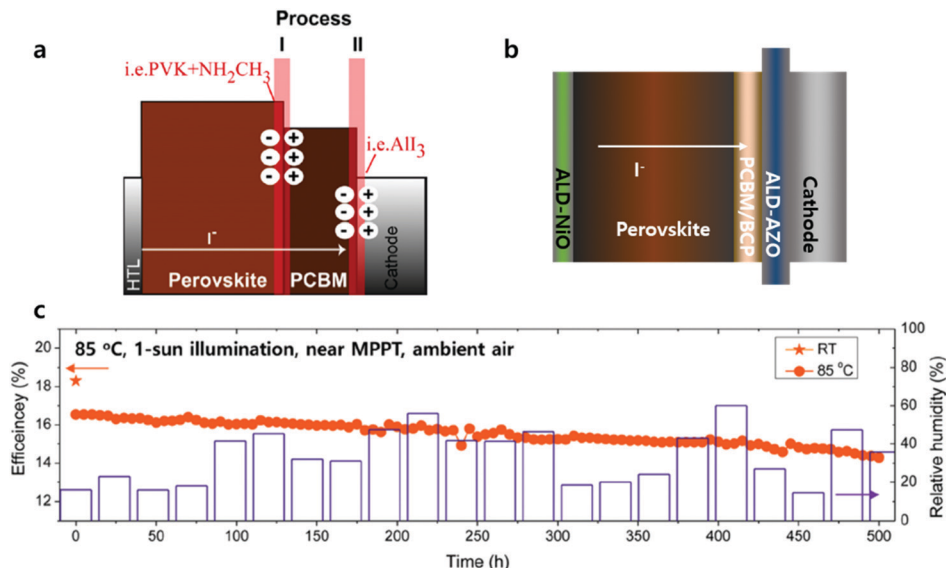 Process
a
I
II
i.e.PVK+NH2CH3
- +
- +
- +
i.e.AlI3
- +
- +
- +
I-
HTL
Perovskite
PCBM
Cathode
b
ALD-NiO
I-
Perovskite
PCBM/BCP
ALD-AZO
Cathode
c
85 oC, 1-sun illumination, near MPPT, ambient air
RT
85 °C
Efficeincey (%)
20
18
16
14
12
100
80
60
40
20
0
Relative humidity (%)
0 50 100 150 200 250 300 350 400 450 500
Time (h)